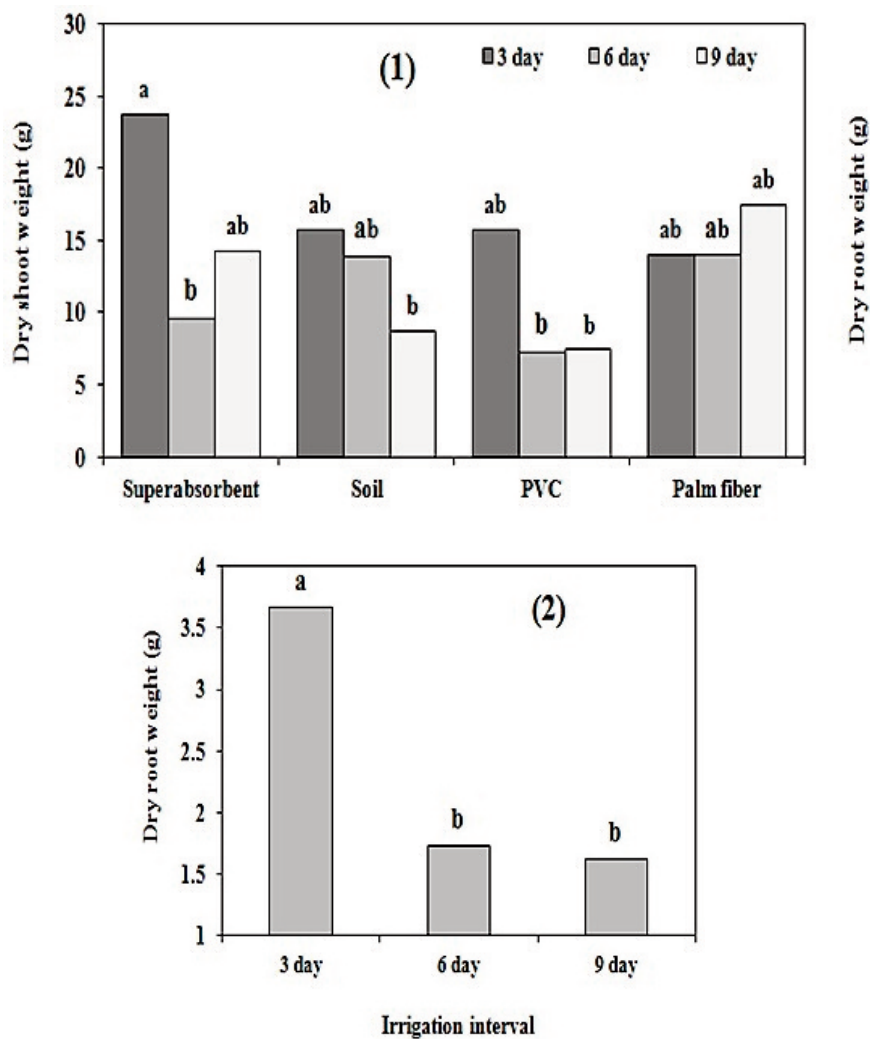 30
25
20
15
10
5
0
Dry shoot weight (g)
(1)
3 day 6 day 9 day
a
b
ab
ab
ab
b
ab
b
b
ab
ab
ab
Superabsorbent Soil PVC Palm fiber
Dry root weight (g)
4
3.5
3
2.5
2
1.5
1
Dry root weight (g)
(2)
a
b
b
3 day 6 day 9 day
Irrigation interval